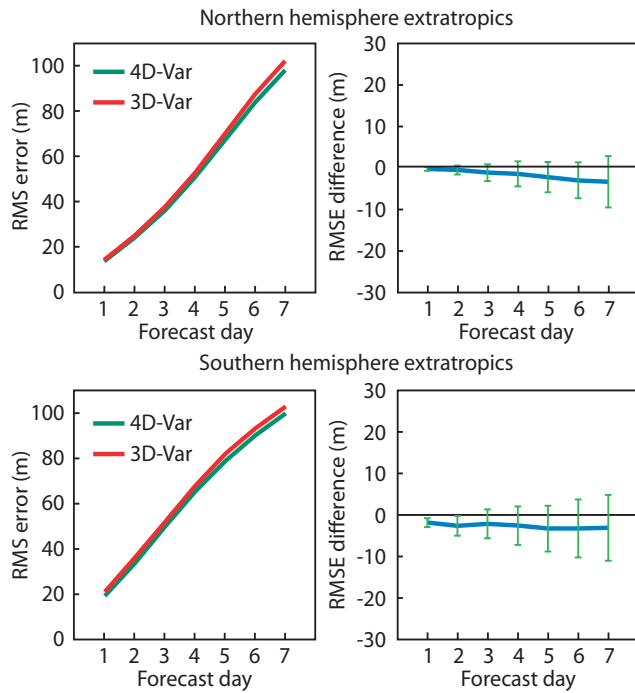 Northern hemisphere extratropics
RMS error (m)
100
80
60
40
20
0
4D-Var
3D-Var
1 2 3 4 5 6 7
Forecast day
RMSE difference (m)
30
20
10
0
-10
-20
-30
1 2 3 4 5 6 7
Forecast day
Southern hemisphere extratropics
RMS error (m)
100
80
60
40
20
0
4D-Var
3D-Var
1 2 3 4 5 6 7
Forecast day
RMSE difference (m)
30
20
10
0
-10
-20
-30
1 2 3 4 5 6 7
Forecast day